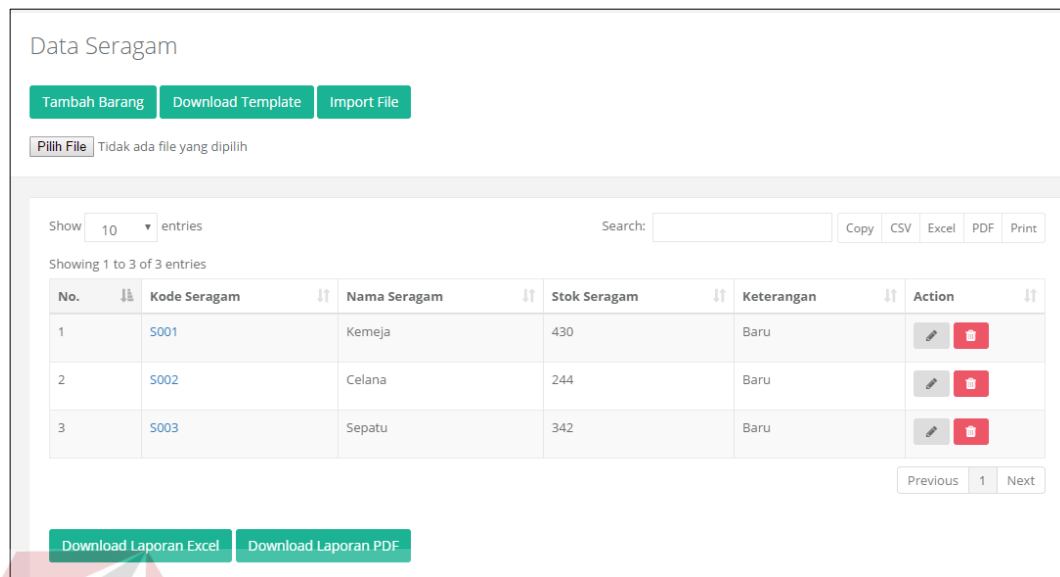 Data Seragam
Tambah Barang Download Template Import File
Pilih File Tidak ada file yang dipilih
Show 10 entries Search: Copy CSV Excel PDF Print
Showing 1 to 3 of 3 entries
No. Kode Seragam Nama Seragam Stok Seragam Keterangan Action
1 S001 Kemeja 430 Baru
2 S002 Celana 244 Baru
3 S003 Sepatu 342 Baru
Previous 1 Next
Download Laporan Excel Download Laporan PDF